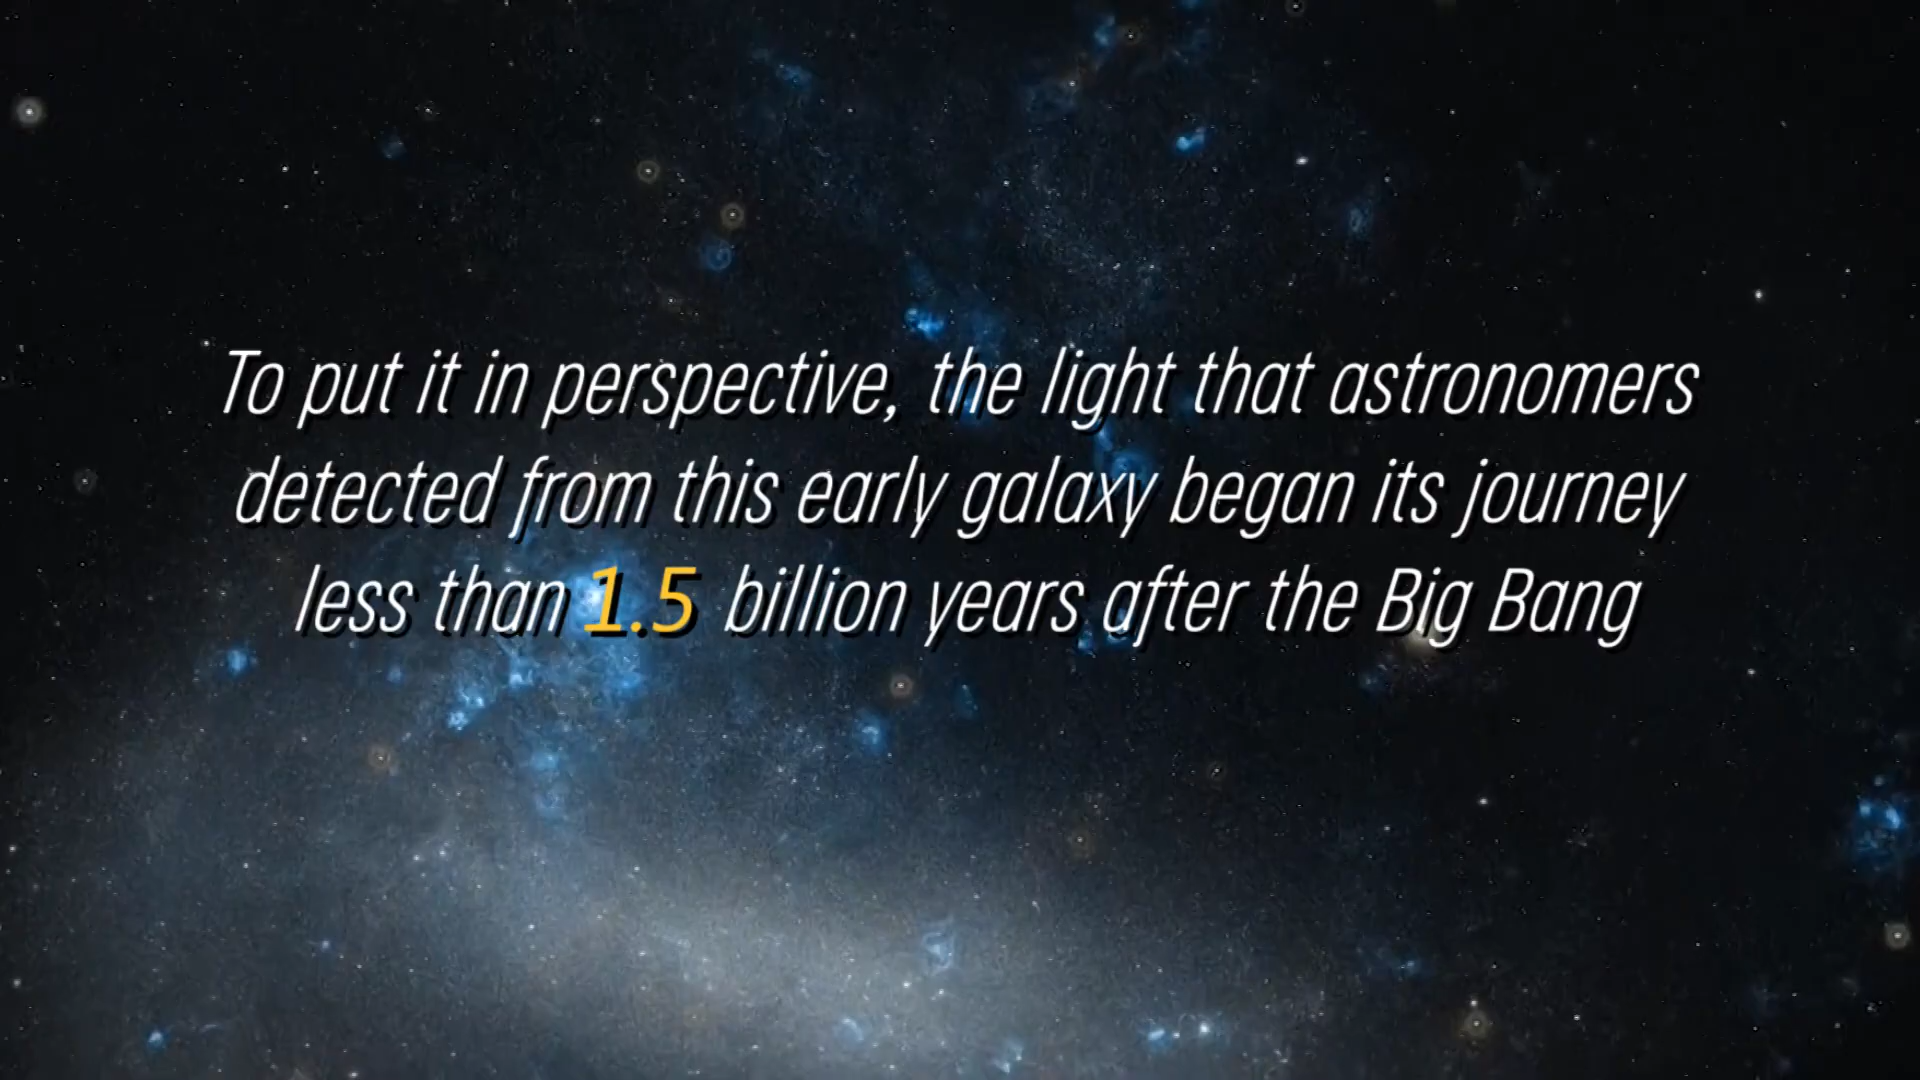 To put it in perspective, the light that astronomers
detected from this early galaxy began its journey
less than 1.5 billion years after the Big Bang